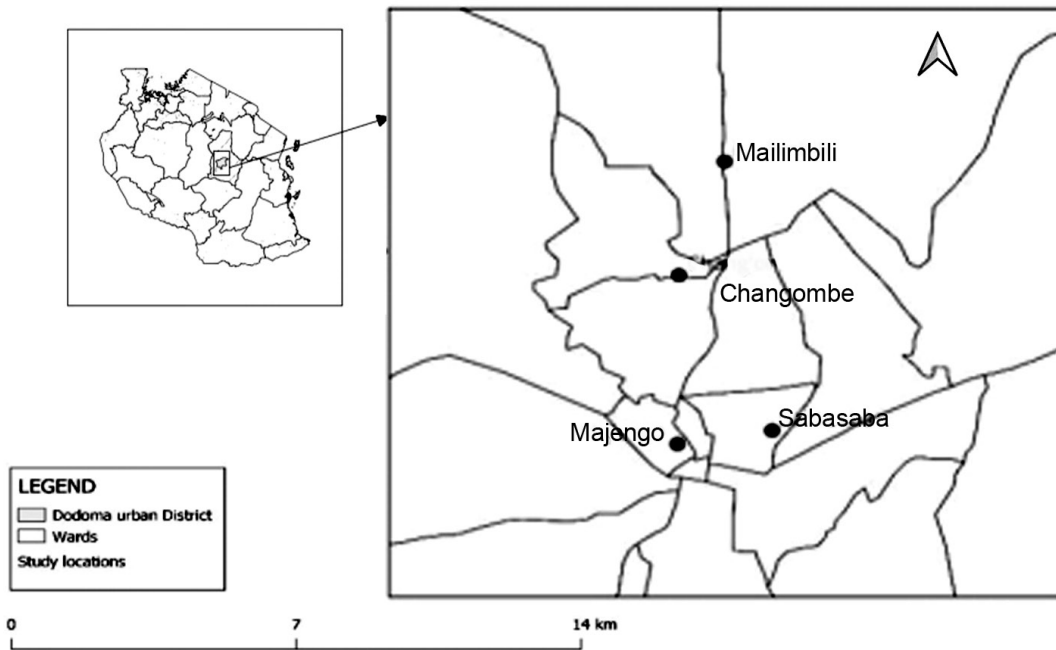 Mailimbili
Changombe
Majengo
Sabasaba
LEGEND
Dodoma urban District
Wards
Study locations
0 7 14 km